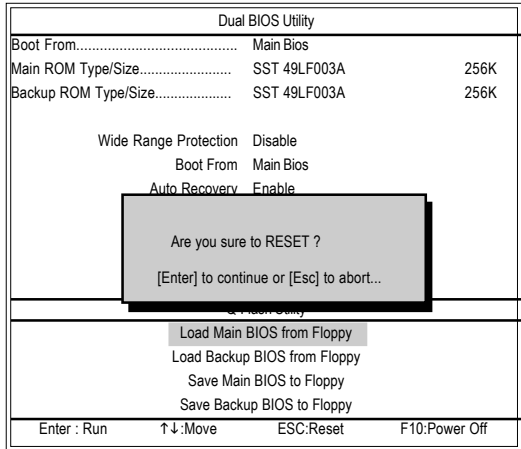 Dual BIOS Utility
Boot From......................................... Main Bios
Main ROM Type/Size....................... SST 49LF003A 256K
Backup ROM Type/Size................... SST 49LF003A 256K
Wide Range Protection Disable
Boot From Main Bios
Auto Recovery Enable
Are you sure to RESET ?
[Enter] to continue or [Esc] to abort...
Load Main BIOS from Floppy
Load Backup BIOS from Floppy
Save Main BIOS to Floppy
Save Backup BIOS to Floppy
Enter : Run ↑↓:Move ESC:Reset F10:Power Off